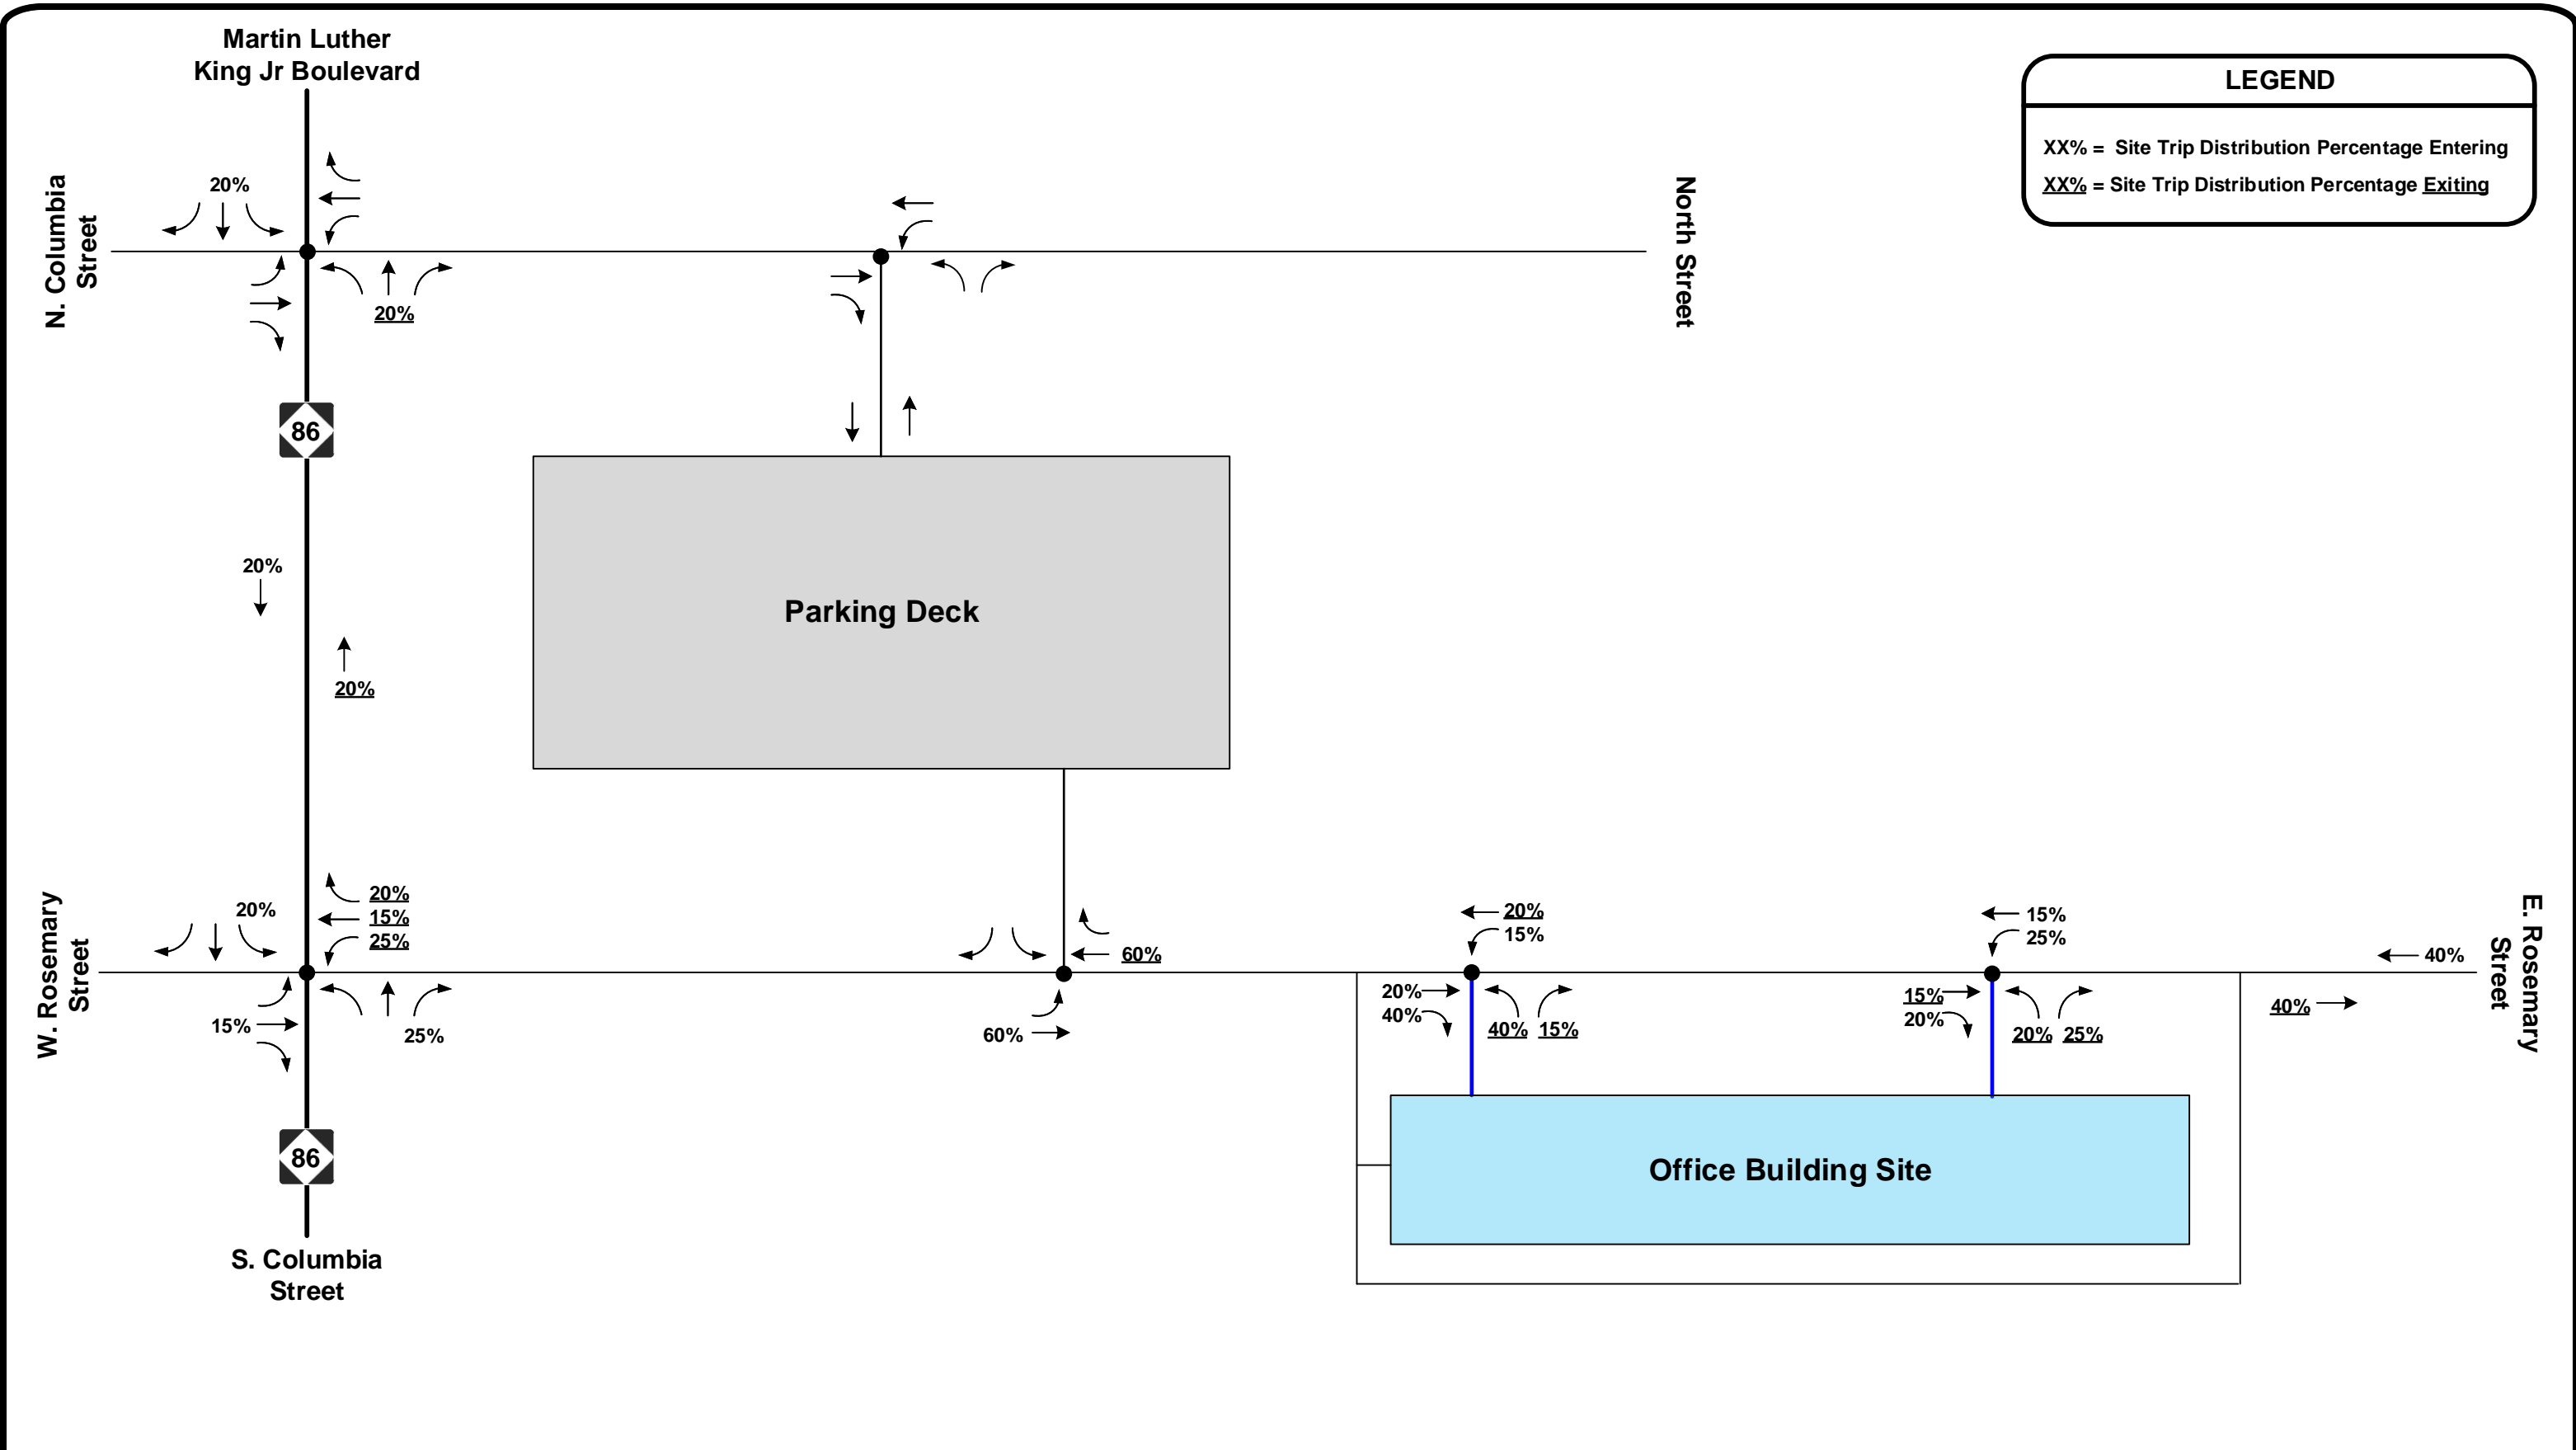 Martin Luther
King Jr Boulevard
LEGEND
XX% = Site Trip Distribution Percentage Entering
XX% = Site Trip Distribution Percentage Exiting
N. Columbia
Street
20%
20%
North Street
86
20%
20%
Parking Deck
W. Rosemary
Street
20%
20%
15%
25%
15%
25%
60%
60%
20%
15%
20%
40%
40% 15%
15%
25%
15%
20%
20% 25%
40%
40%
E. Rosemary
Street
86
Office Building Site
S. Columbia
Street